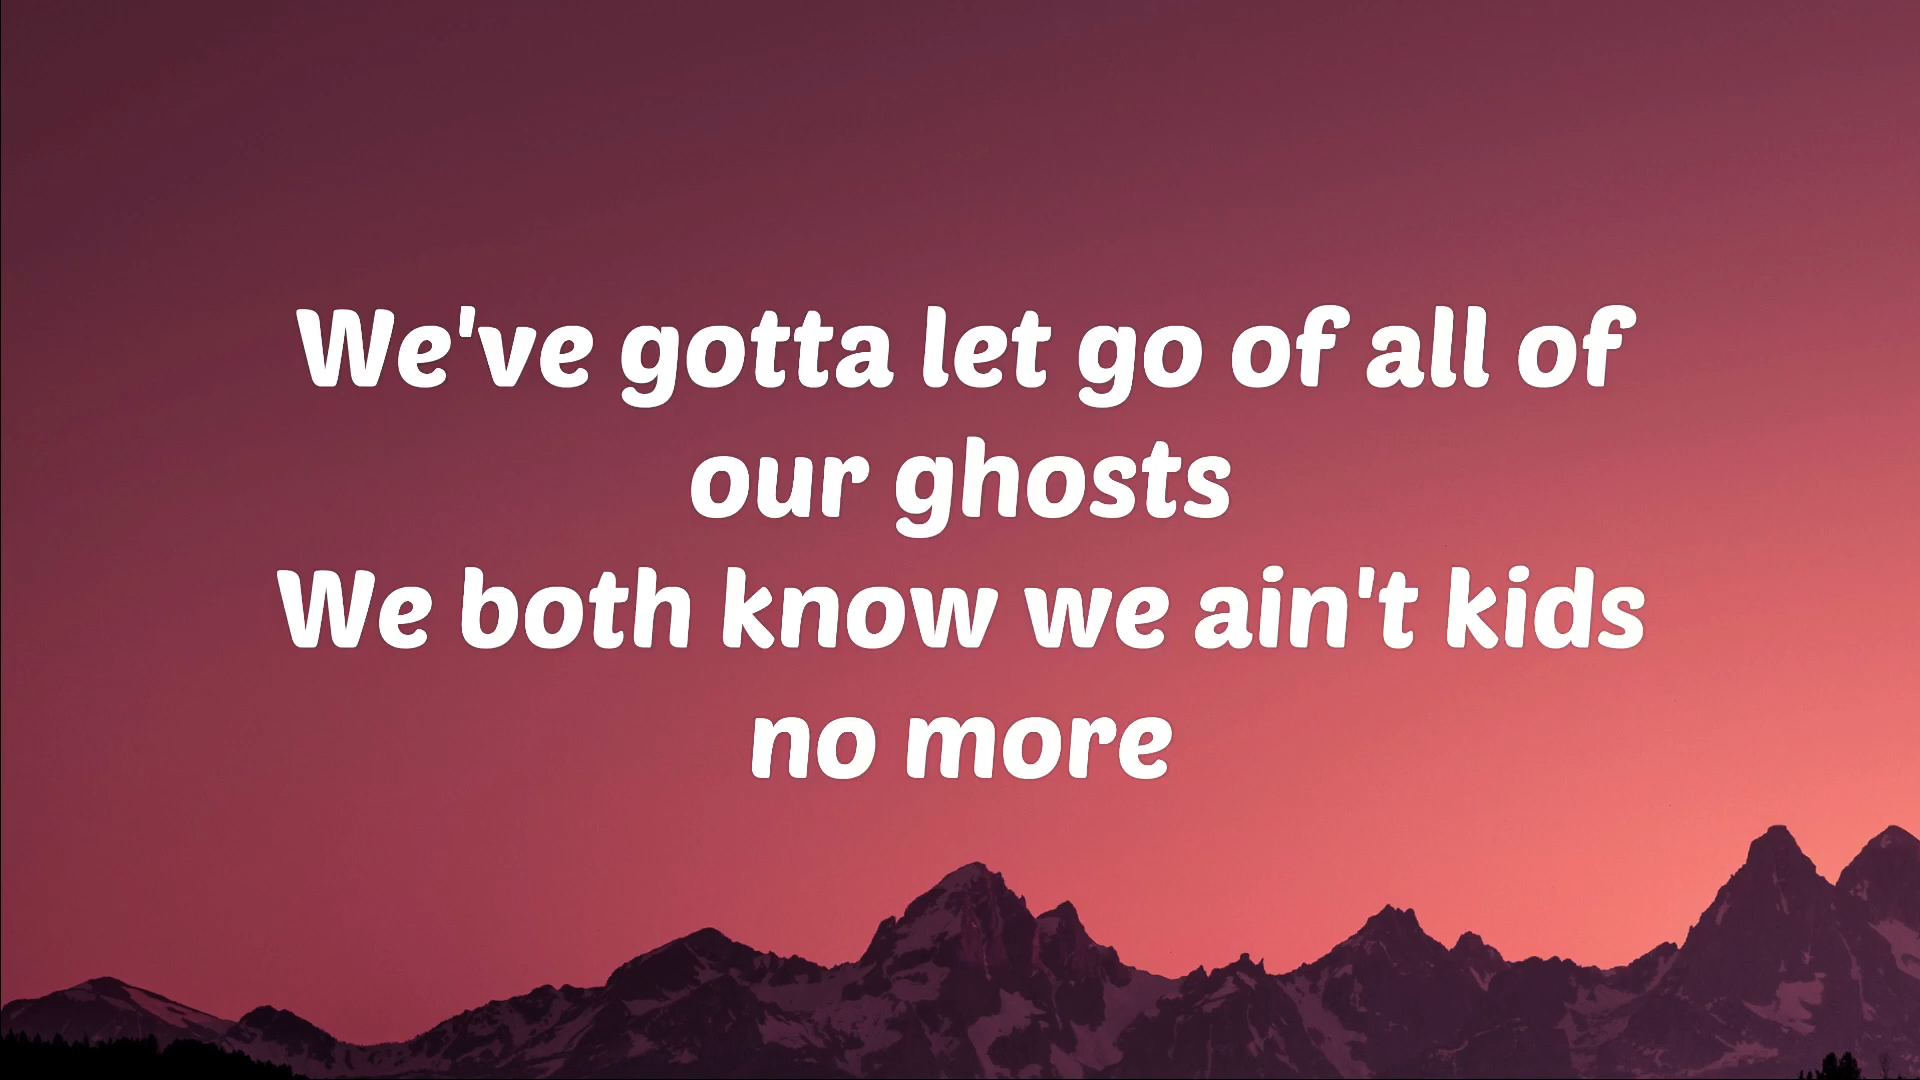 We've gotta let go of all of
our ghosts
We both know we ain't kids
no more